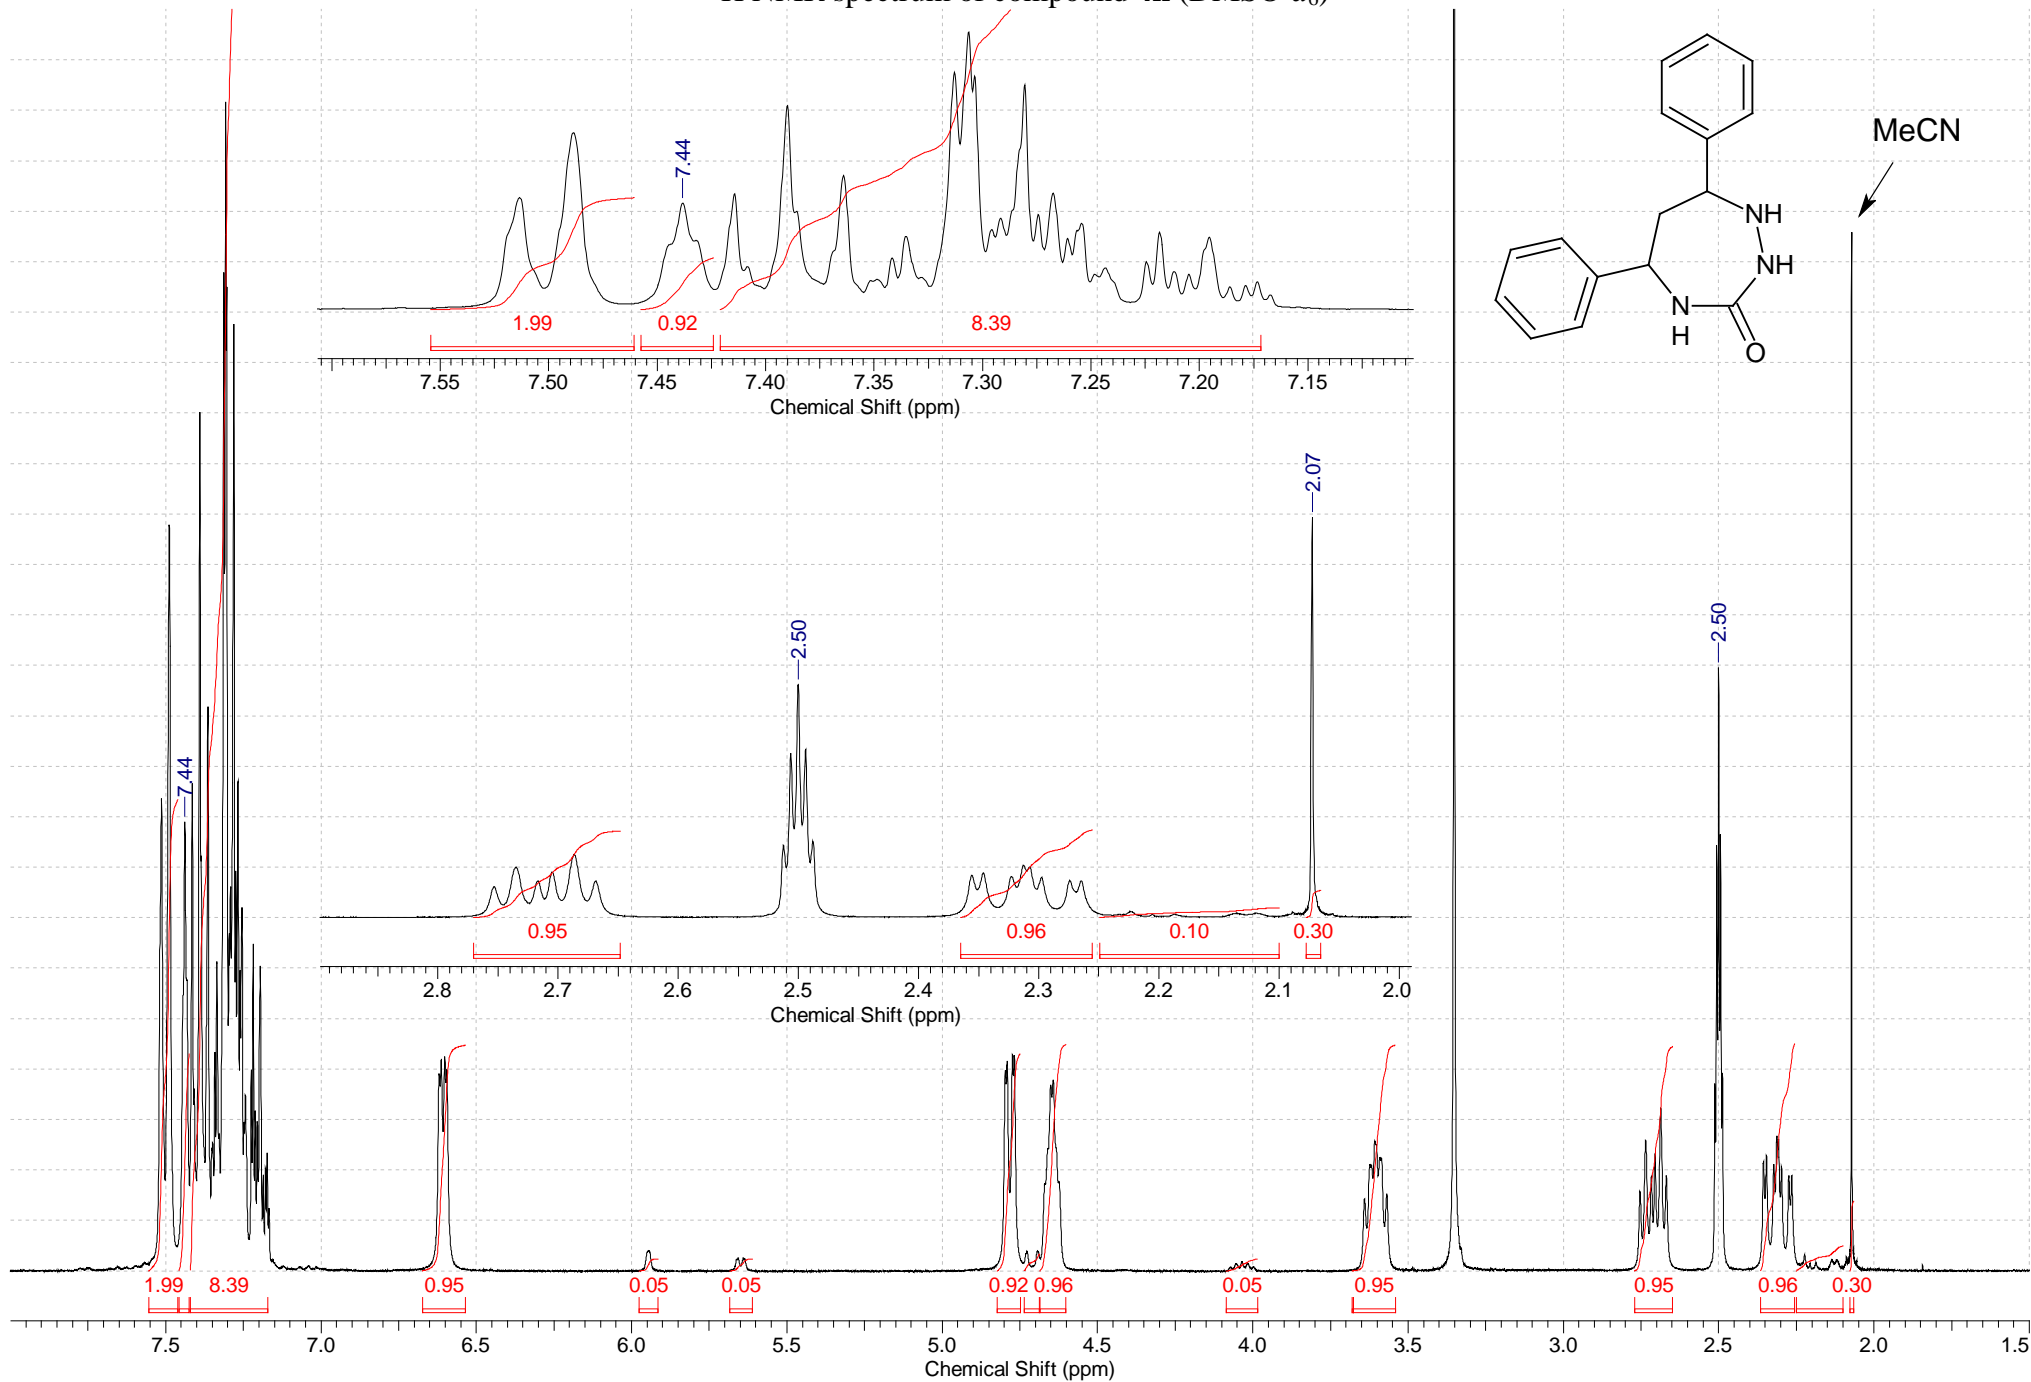 NMR spectrum of compound
MeCN
NH
NH
N
H
O
7.44
1.99
0.92
8.39
7.55 7.50 7.45 7.40 7.35 7.30 7.25 7.20 7.15
Chemical Shift (ppm)
2.07
2.50
2.50
0.95
0.96
0.10
0.30
2.8 2.7 2.6 2.5 2.4 2.3 2.2 2.1 2.0
Chemical Shift (ppm)
7.44
1.99 8.39 0.95 0.05 0.05 0.92 0.96 0.05 0.95 0.95 0.96 0.30
7.5 7.0 6.5 6.0 5.5 5.0 4.5 4.0 3.5 3.0 2.5 2.0 1.5
Chemical Shift (ppm)